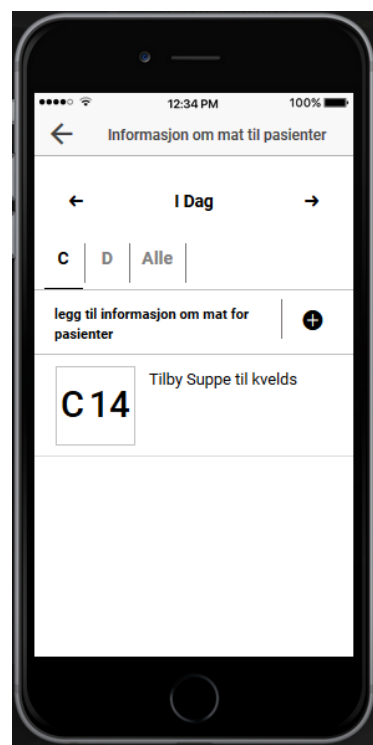 12:34 PM
100%
Informasjon om mat til pasienter
I Dag
C D Alle
legg til informasjon om mat for
pasienter
C 14
Tilby Suppe til kvelds